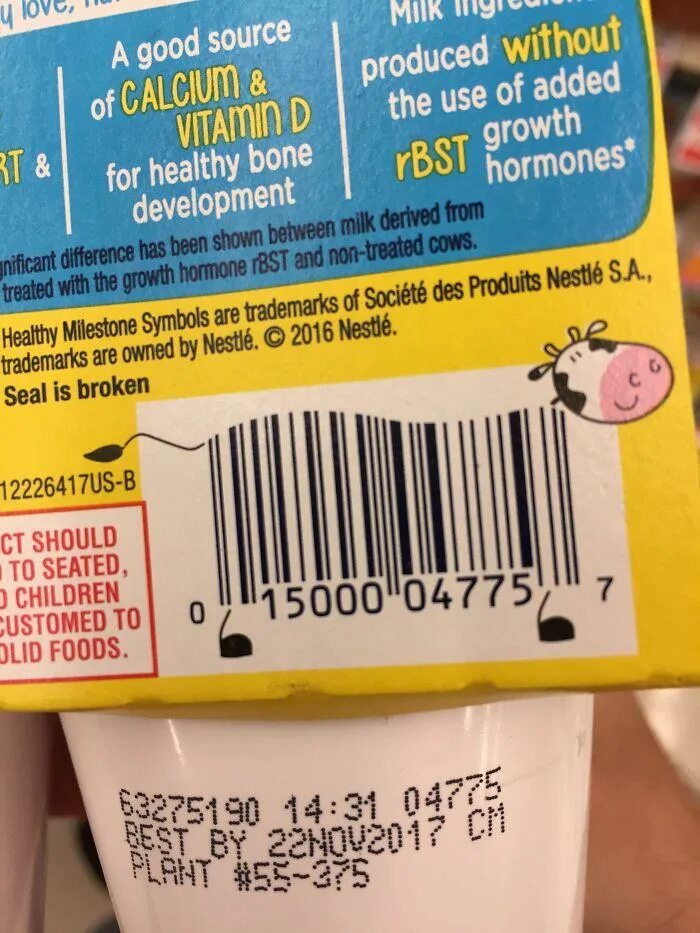 y love,
A good source
of CALCIUM &
VITAMIN D
for healthy bone
development
RT &
Milk
produced without
the use of added
rBST growth
hormones*
gnificant difference has been shown between milk derived from
treated with the growth hormone rBST and non-treated cows.
Healthy Milestone Symbols are trademarks of Société des Produits Nestlé S.A.,
trademarks are owned by Nestlé. © 2016 Nestlé.
Seal is broken
12226417US-B
CT SHOULD
TO SEATED,
D CHILDREN
CUSTOMED TO
OLID FOODS.
0 15000 04775 7
63275190 14:31 04775
BEST BY 22NOV2017 CM
PLANT #55-375